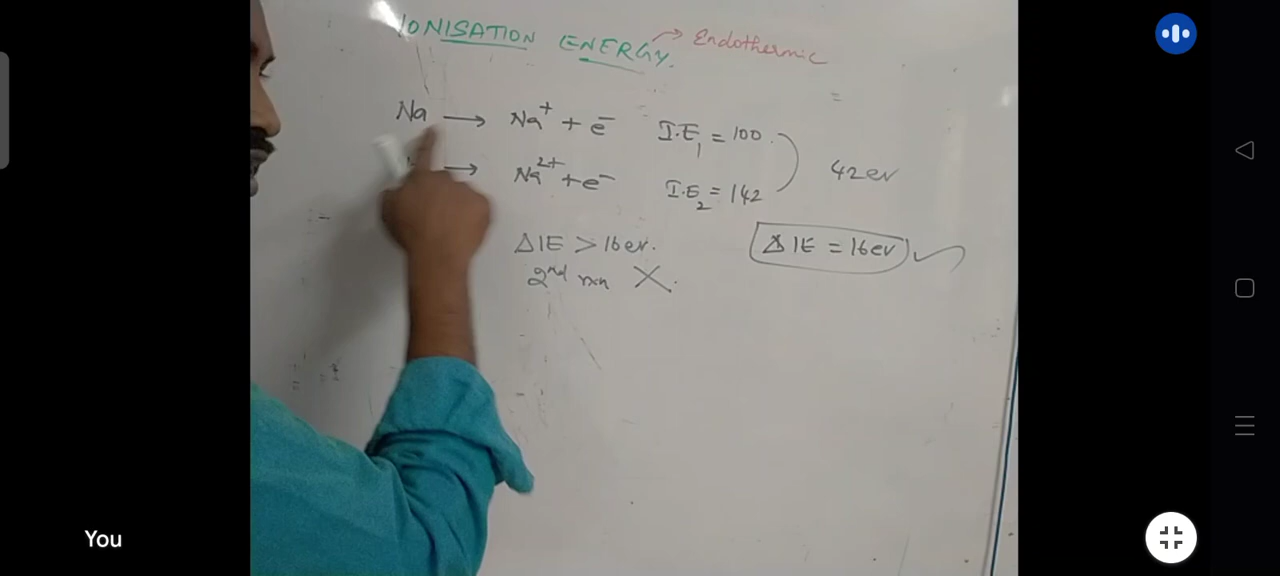 IONISATION ENERGY. → Endothermic
Na → Na⁺ + e⁻ I.E₁ = 100
→ Na²⁺ + e⁻ I.E₂ = 142
42ev
ΔIE > 16ev.
ΔIE = 16ev
2nd rxn X.
You